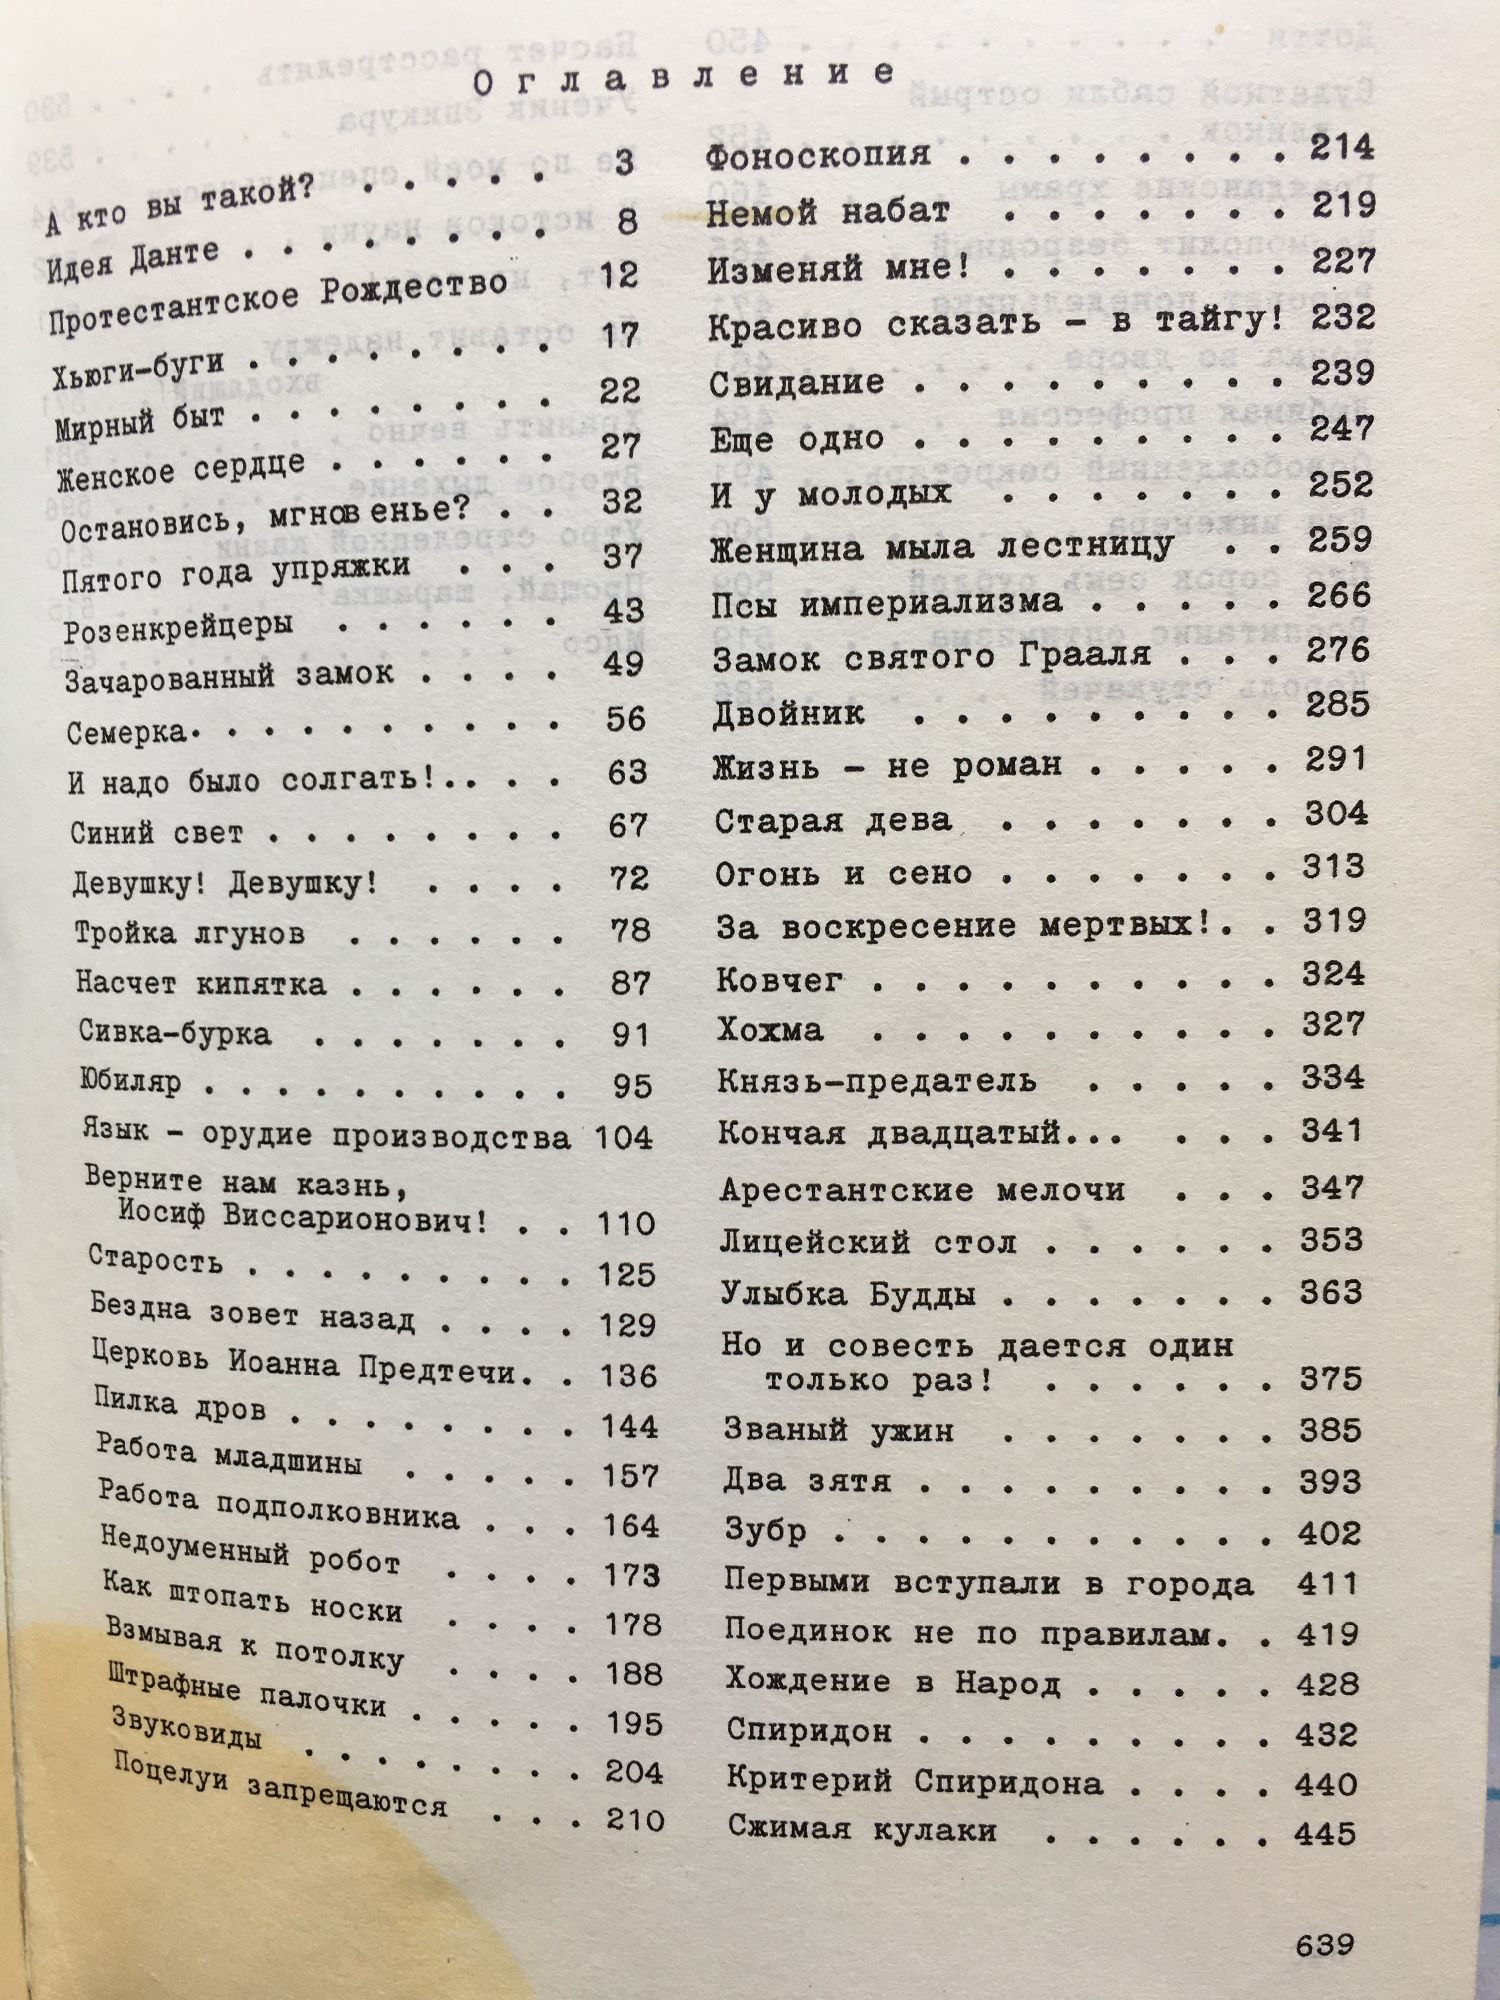 Оглавление
А кто вы такой? . . . . . 3
Идея Данте . . . . . . . . 8
Протестантское Рождество 12
Хьюги-буги . . . . . . . . 17
Мирный быт . . . . . . . . 22
Женское сердце . . . . . . 27
Остановись, мгновенье? . . 32
Пятого года упряжки . . . 37
Розенкрейцеры . . . . . . 43
Зачарованный замок . . . . 49
Семерка. . . . . . . . . . 56
И надо было солгать!.. . . 63
Синий свет . . . . . . . . 67
Девушку! Девушку! . . . . 72
Тройка лгунов . . . . . . 78
Насчет кипятка . . . . . . 87
Сивка-бурка . . . . . . . 91
Юбиляр . . . . . . . . . . 95
Язык - орудие производства 104
Верните нам казнь,
Иосиф Виссарионович! . . 110
Старость . . . . . . . . . 125
Бездна зовет назад . . . . 129
Церковь Иоанна Предтечи. . 136
Пилка дров . . . . . . . . 144
Работа младшины . . . . . 157
Работа подполковника . . . 164
Недоуменный робот . . . . 173
Как штопать носки . . . . 178
Взмывая к потолку . . . . 188
Штрафные палочки . . . . . 195
Звуковиды . . . . . . . 204
Поцелуи запрещаются . . . 210
Фоноскопия . . . . . . . . 214
Немой набат . . . . . . . 219
Изменяй мне! . . . . . . . 227
Красиво сказать - в тайгу! 232
Свидание . . . . . . . . . 239
Еще одно . . . . . . . . . 247
И у молодых . . . . . . . 252
Женщина мыла лестницу . . 259
Псы империализма . . . . . 266
Замок святого Грааля . . . 276
Двойник . . . . . . . . . 285
Жизнь - не роман . . . . . 291
Старая дева . . . . . . . 304
Огонь и сено . . . . . . . 313
За воскресение мертвых!. . 319
Ковчег . . . . . . . . . . 324
Хохма . . . . . . . . . . 327
Князь-предатель . . . . . 334
Кончая двадцатый... . . . 341
Арестантские мелочи . . . 347
Лицейский стол . . . . . . 353
Улыбка Будды . . . . . . . 363
Но и совесть дается один
только раз! . . . . . . 375
Званый ужин . . . . . . . 385
Два зятя . . . . . . . . . 393
Зубр . . . . . . . . . . . 402
Первыми вступали в города 411
Поединок не по правилам. . 419
Хождение в Народ . . . . . 428
Спиридон . . . . . . . . . 432
Критерий Спиридона . . . . 440
Сжимая кулаки . . . . . . 445
639